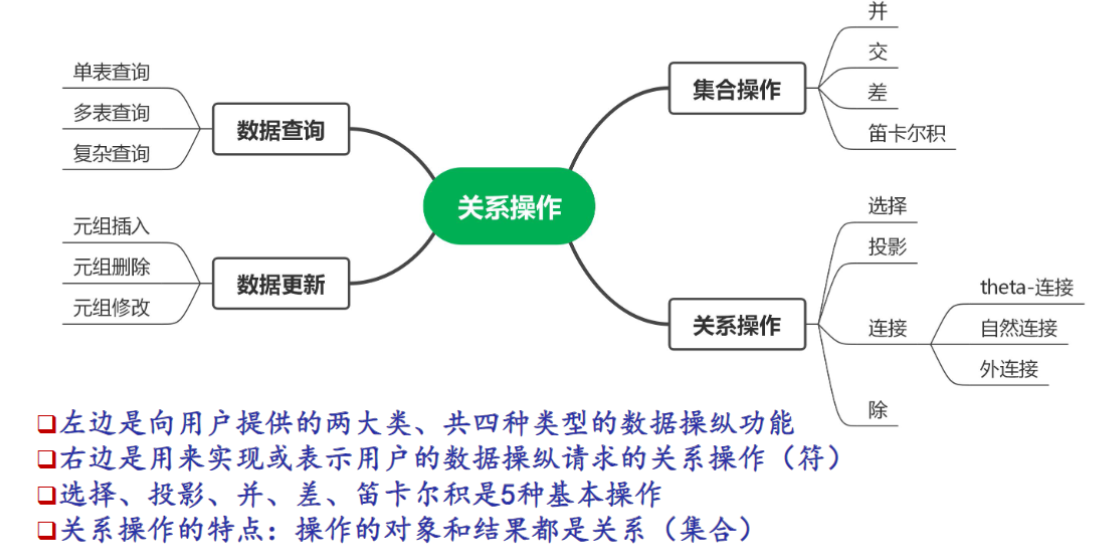 关系操作
数据查询
单表查询
多表查询
复杂查询
数据更新
元组插入
元组删除
元组修改
集合操作
并
交
差
笛卡尔积
关系操作
选择
投影
连接
theta-连接
自然连接
外连接
除
左边是向用户提供的两大类、共四种类型的数据操纵功能
右边是用来实现或表示用户的数据操纵请求的关系操作（符）
选择、投影、并、差、笛卡尔积是5种基本操作
关系操作的特点：操作的对象和结果都是关系（集合）